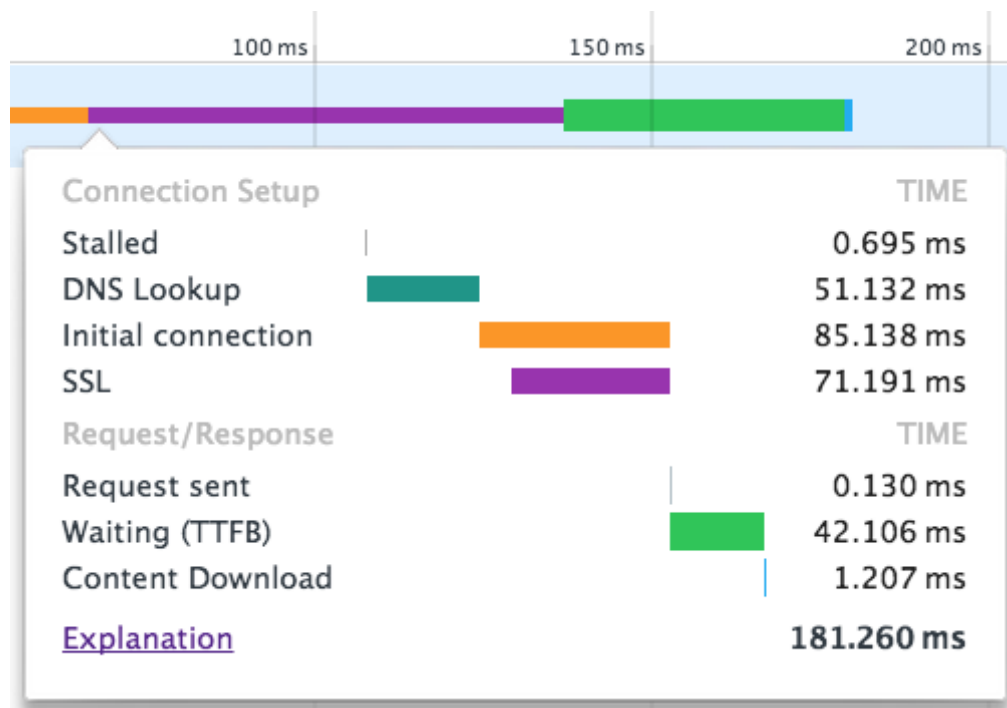 100 ms 150 ms 200 ms
Connection Setup TIME
Stalled 0.695 ms
DNS Lookup 51.132 ms
Initial connection 85.138 ms
SSL 71.191 ms
Request/Response TIME
Request sent 0.130 ms
Waiting (TTFB) 42.106 ms
Content Download 1.207 ms
Explanation 181.260 ms